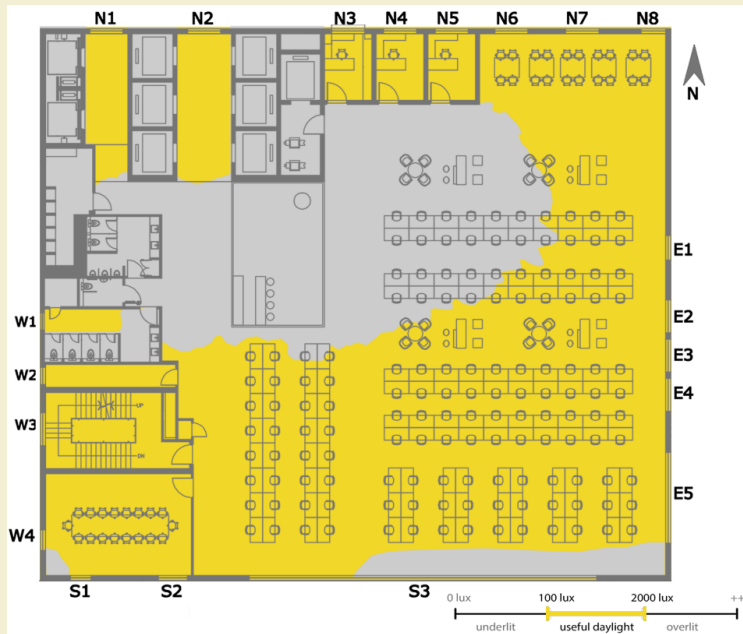 N1 N2 N3 N4 N5 N6 N7 N8
N
E1
W1
E2
E3
W2
E4
UP
W3
DN
E5
W4
S1 S2 S3
0 lux 100 lux 2000 lux ++
underlit useful daylight overlit